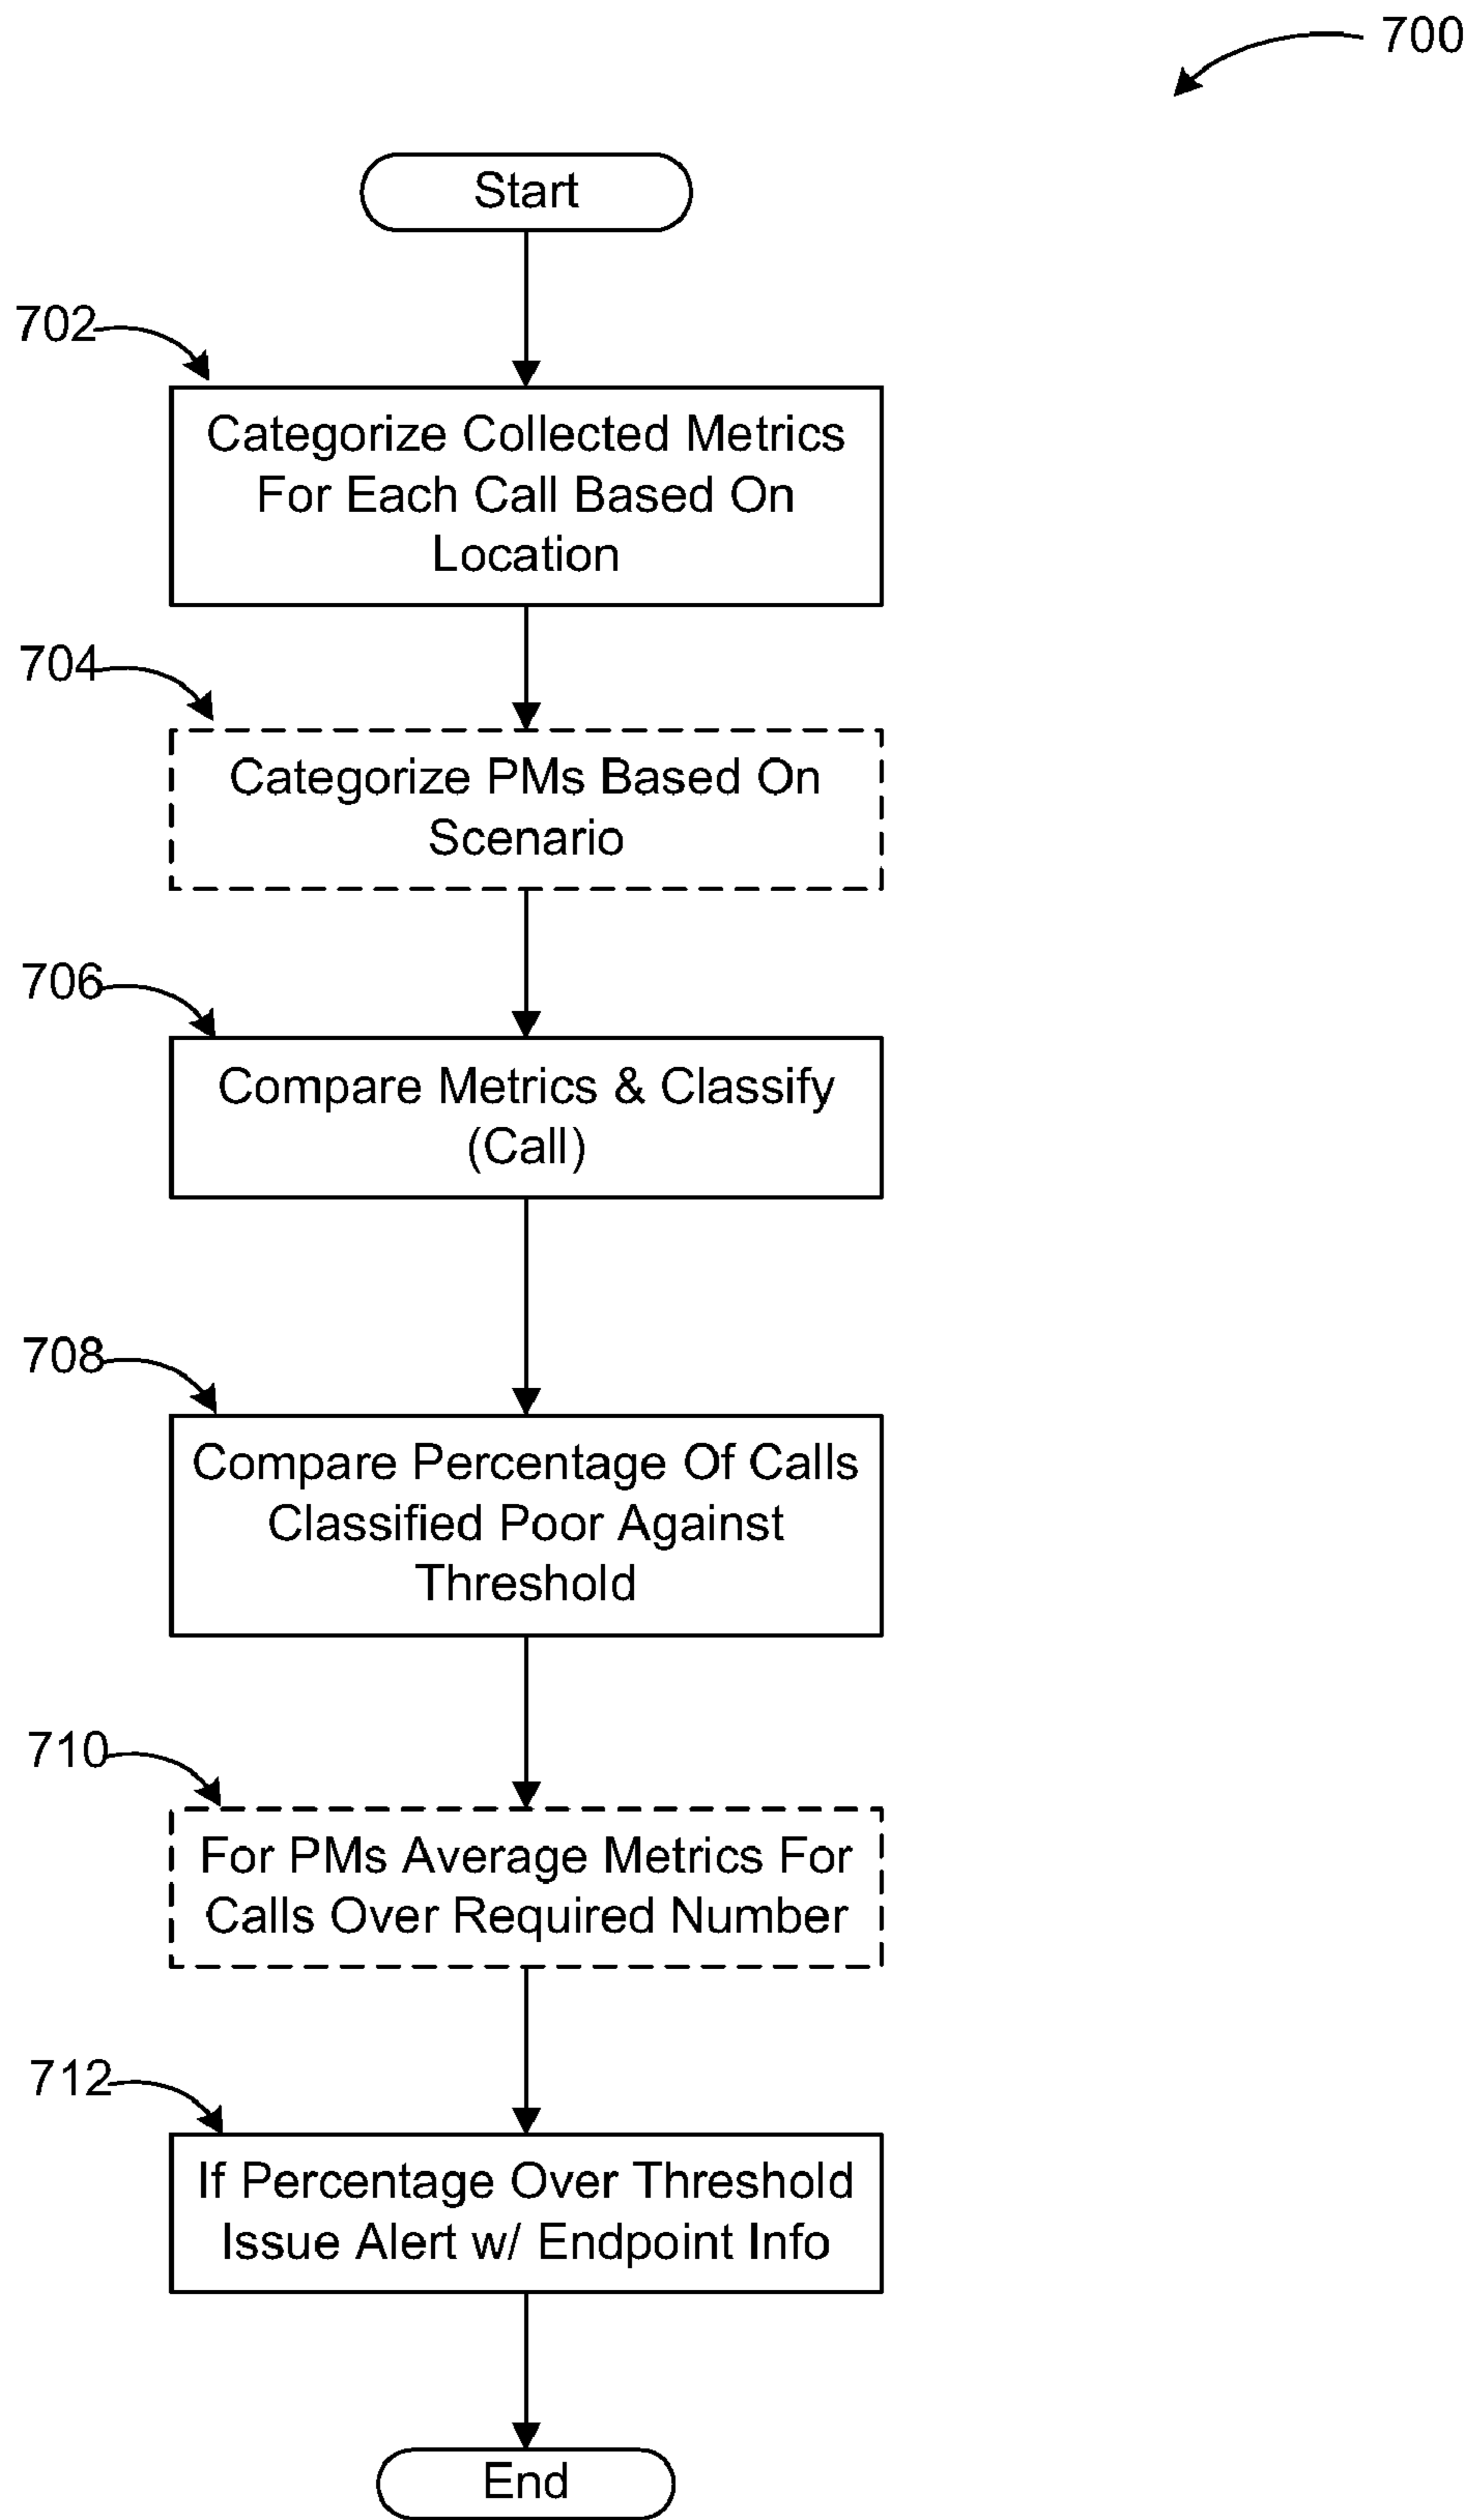 700
Start
702
Categorize Collected Metrics
For Each Call Based On
Location
704
Categorize PMs Based On
Scenario
706
Compare Metrics & Classify
(Call)
708
Compare Percentage Of Calls
Classified Poor Against
Threshold
710
For PMs Average Metrics For
Calls Over Required Number
712
If Percentage Over Threshold
Issue Alert w/ Endpoint Info
End